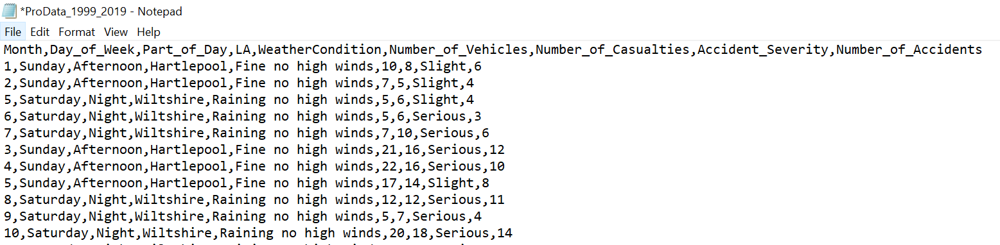 *ProData_1999_2019 - Notepad
File Edit Format View Help
Month,Day_of_Week,Part_of_Day,LA,WeatherCondition,Number_of_Vehicles,Number_of_Casualties,Accident_Severity,Number_of_Accidents
1,Sunday,Afternoon,Hartlepool,Fine no high winds,10,8,Slight,6
2,Sunday,Afternoon,Hartlepool,Fine no high winds,7,5,Slight,4
5,Saturday,Night,Wiltshire,Raining no high winds,5,6,Slight,4
6,Saturday,Night,Wiltshire,Raining no high winds,5,6,Serious,3
7,Saturday,Night,Wiltshire,Raining no high winds,7,10,Serious,6
3,Sunday,Afternoon,Hartlepool,Fine no high winds,21,16,Serious,12
4,Sunday,Afternoon,Hartlepool,Fine no high winds,22,16,Serious,10
5,Sunday,Afternoon,Hartlepool,Fine no high winds,17,14,Slight,8
8,Saturday,Night,Wiltshire,Raining no high winds,12,12,Serious,11
9,Saturday,Night,Wiltshire,Raining no high winds,5,7,Serious,4
10,Saturday,Night,Wiltshire,Raining no high winds,20,18,Serious,14